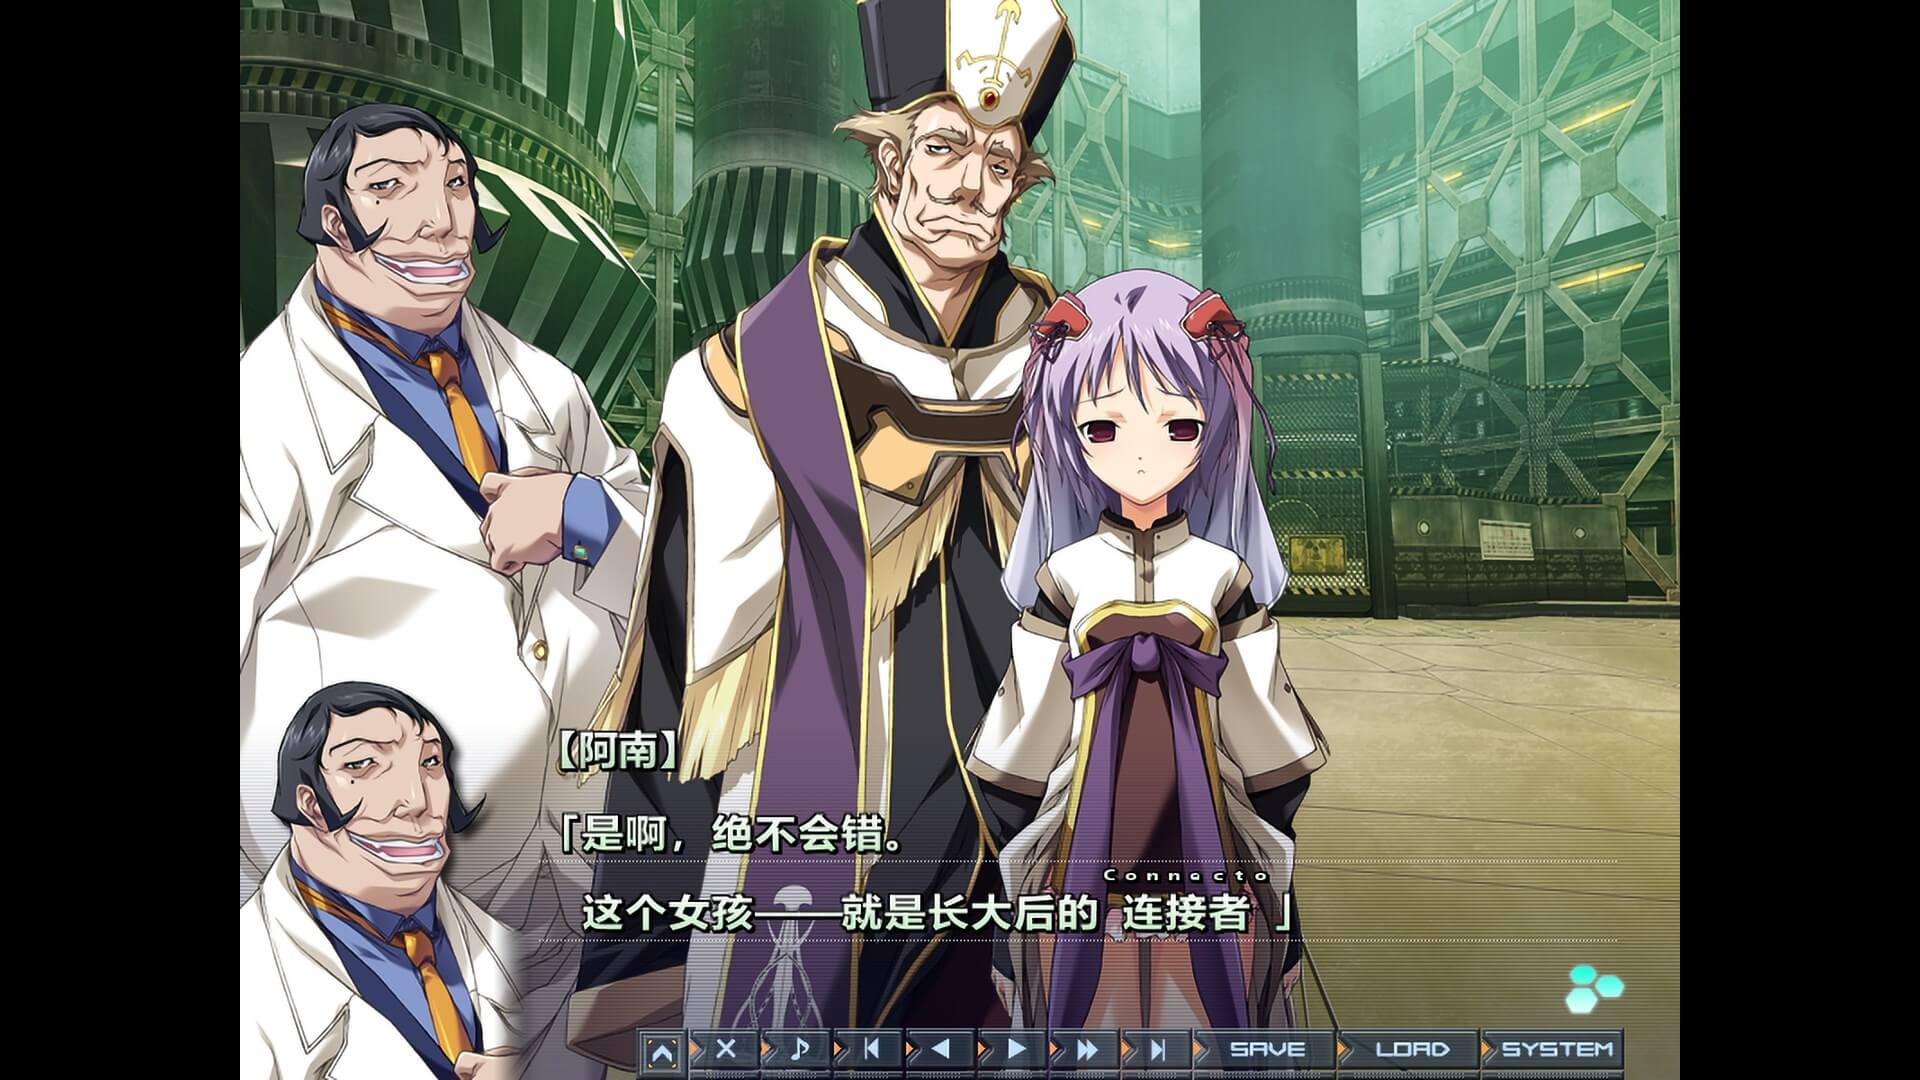 【阿南】
「是啊，绝不会错。
Connecto
这个女孩——就是长大后的 连接者 」
SAVE LOAD SYSTEM